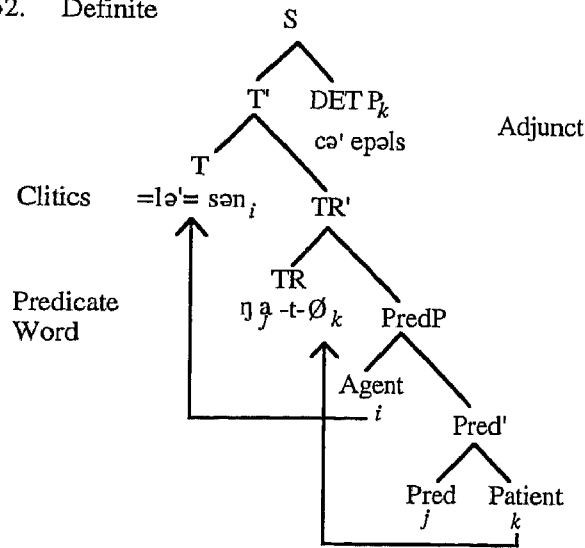 52. Definite
S
T' DET P k
cə' epəls Adjunct
T
Clitics =lə'= sən i TR'
TR
Predicate ŋ a j -t-Ø k PredP
Word
Agent
i Pred'
Pred Patient
j k